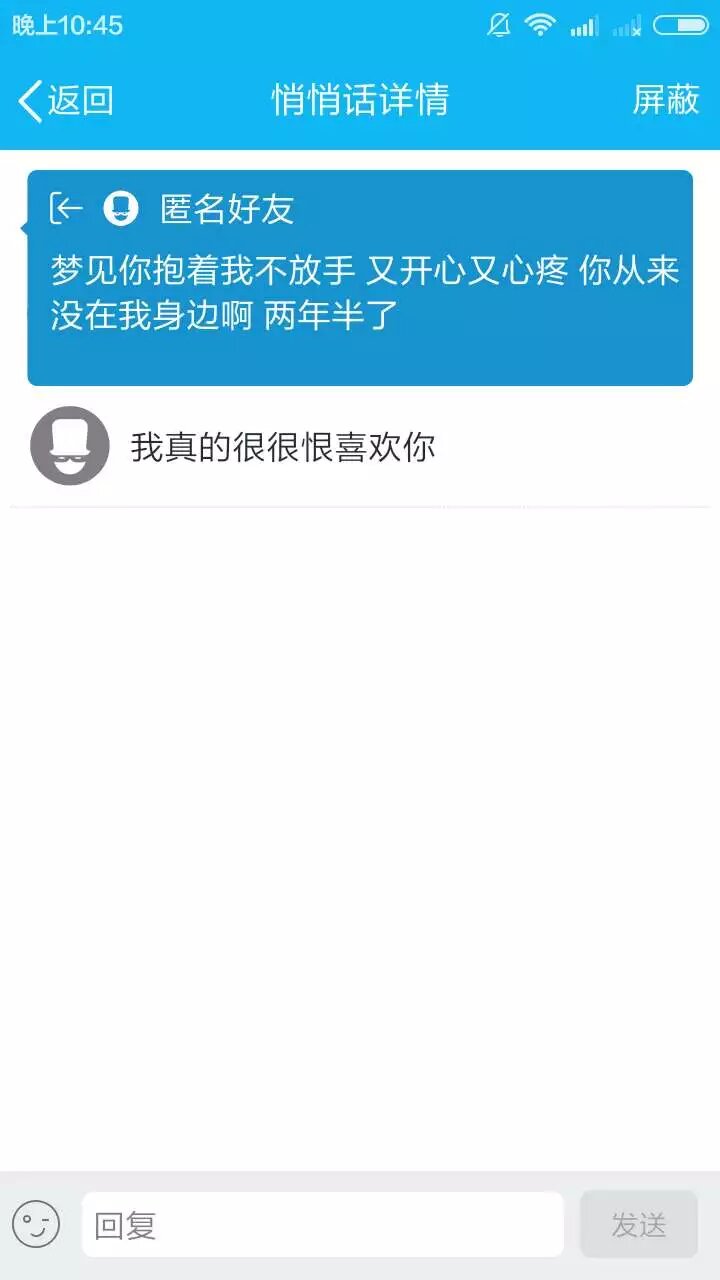 晚上10:45
返回 悄悄话详情 屏蔽
匿名好友
梦见你抱着我不放手 又开心又心疼 你从来
没在我身边啊 两年半了
我真的很很恨喜欢你
回复 发送